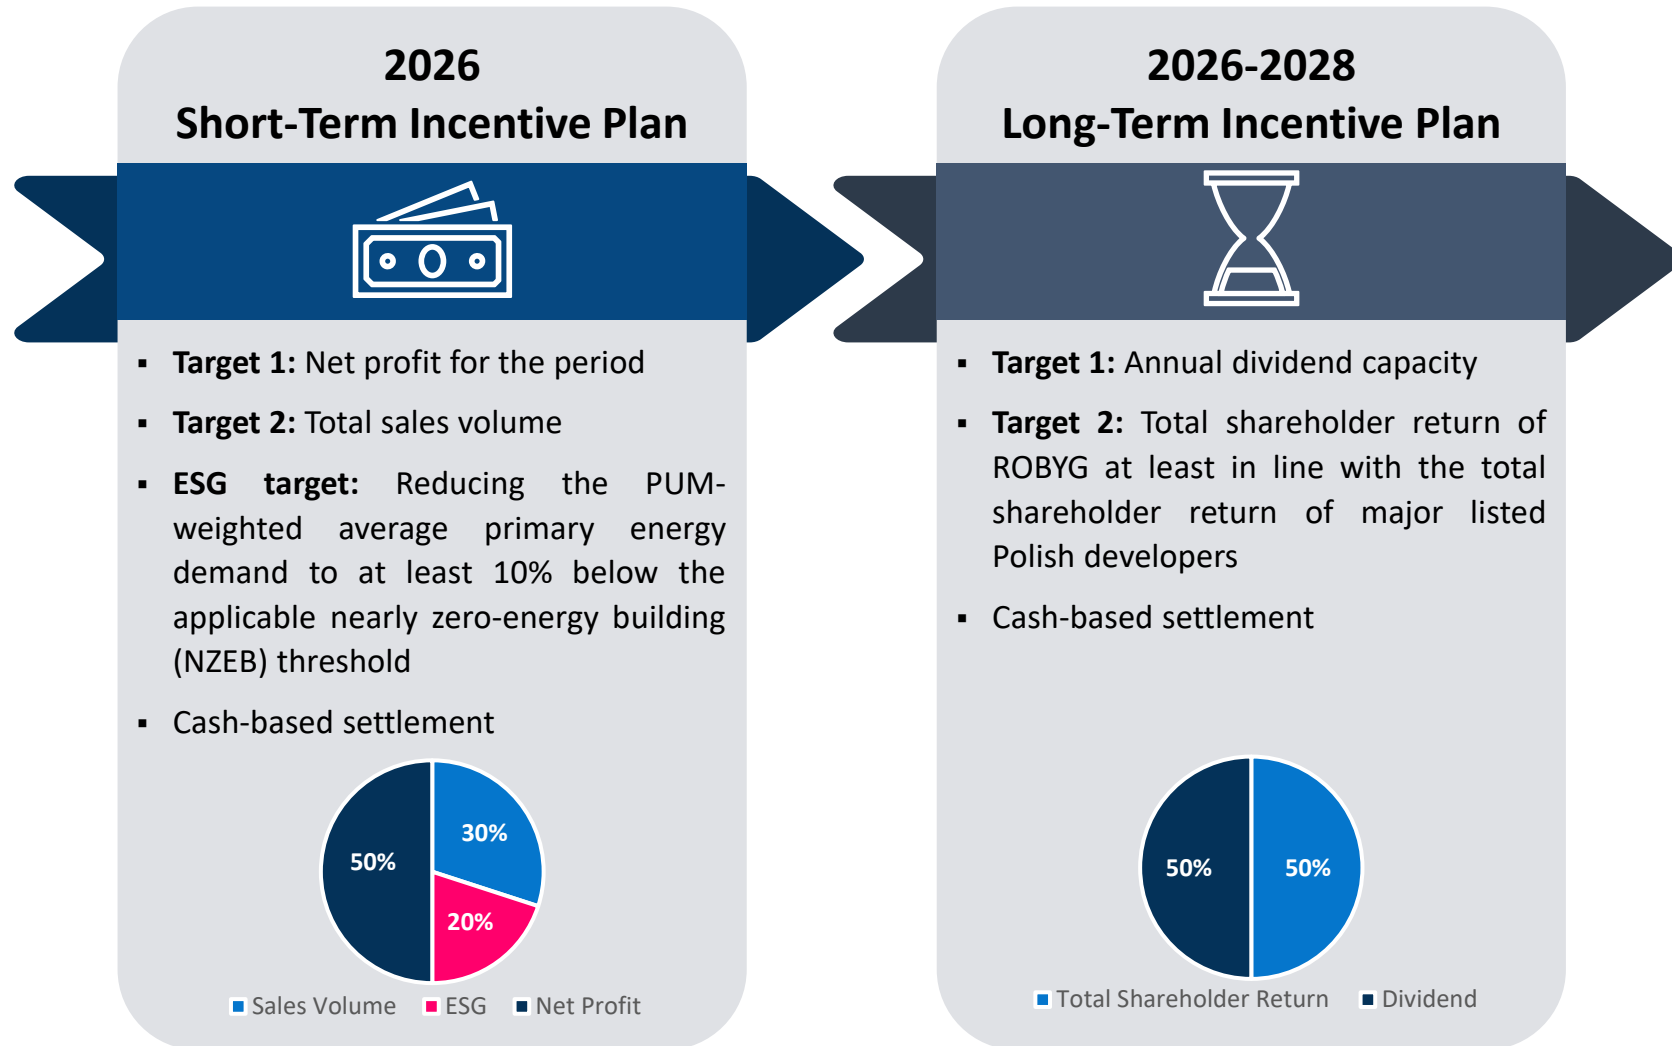 2026
Short-Term Incentive Plan
▪ Target 1: Net profit for the period
▪ Target 2: Total sales volume
▪ ESG target: Reducing the PUM-
weighted average primary energy
demand to at least 10% below the
applicable nearly zero-energy building
(NZEB) threshold
▪ Cash-based settlement
30%
50%
20%
Sales Volume ESG Net Profit
2026-2028
Long-Term Incentive Plan
▪ Target 1: Annual dividend capacity
▪ Target 2: Total shareholder return of
ROBYG at least in line with the total
shareholder return of major listed
Polish developers
▪ Cash-based settlement
50% 50%
Total Shareholder Return Dividend